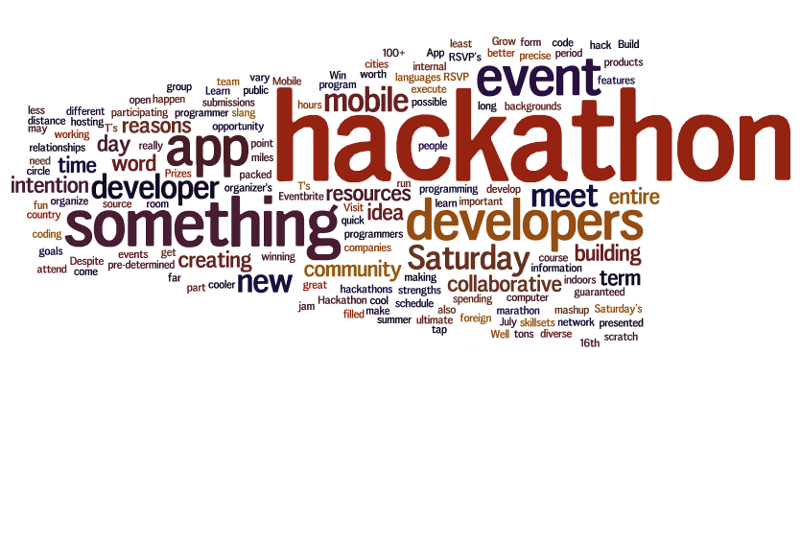 least Grow form code hack Build
100+ App RSVP's better precise period
cities internal products
team vary Mobile Win worth languages RSVP event features
group Learn public program execute
open happen submissions hours mobile possible long backgrounds
less different participating programmer slang
distance hosting T's reasons opportunity hackathon
may working
relationships day really app point people
need time word miles
circle Prizes packed
intention developer organizer's T's run programming develop meet entire
fun organize source room Eventbrite resources learn important
country something Visit idea developers
quick
coding programmers
goals Despite events get creating winning companies Saturday course building
attend come pre-determined community information
far making indoors term
part cooler new great hackathons strengths collaborative guaranteed
jam Hackathon cool schedule spending computer
filled make also marathon mashup Saturday's
summer ultimate foreign July skillsets network presented
tap Well tons diverse
16th scratch